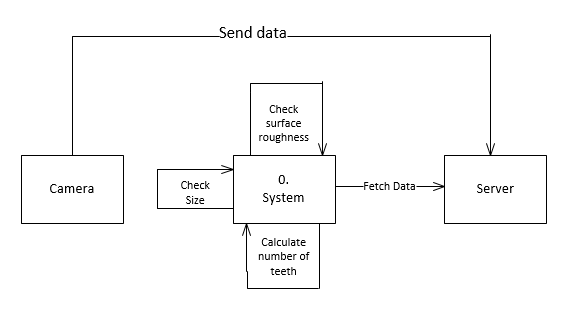 Send data
Check
surface
roughness
Camera
Check
Size
0.
System
Fetch Data
Server
Calculate
number of
teeth